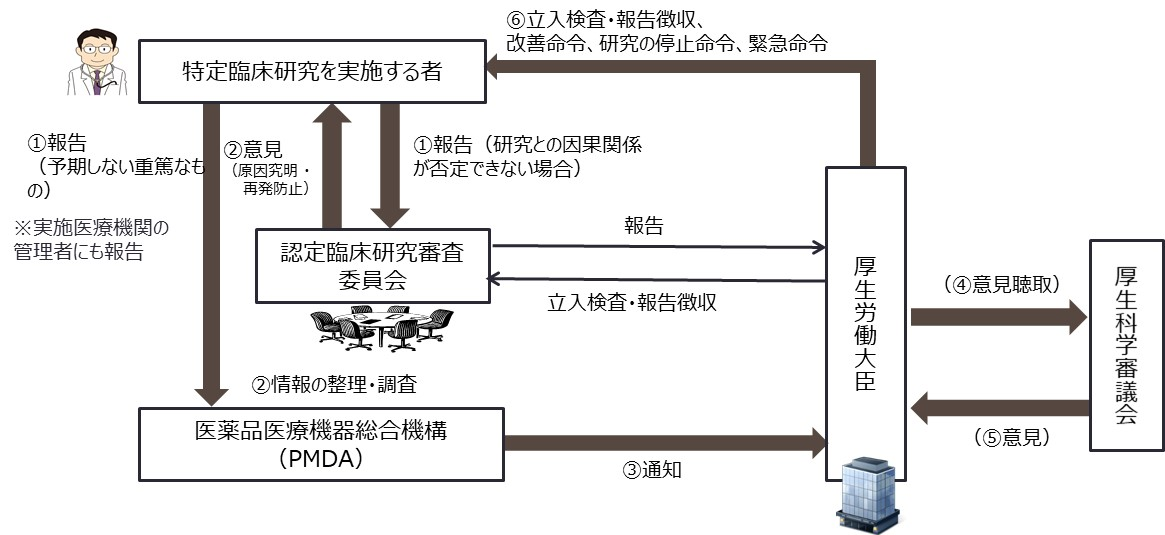 ⑥立入検査・報告徴収、
改善命令、研究の停止命令、緊急命令
特定臨床研究を実施する者
①報告
（予期しない重篤なも
の）
※実施医療機関の
管理者にも報告
②意見
（原因究明・
再発防止）
①報告（研究との因果関係
が否定できない場合）
認定臨床研究審査
委員会
報告
立入検査・報告徴収
厚生労働大臣
（④意見聴取）
（⑤意見）
厚生科学審議会
②情報の整理・調査
医薬品医療機器総合機構
（PMDA）
③通知